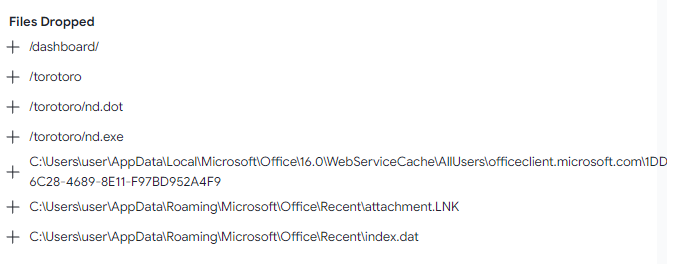 Files Dropped
/dashboard/
/torotoro
/torotoro/nd.dot
/torotoro/nd.exe
C:\Users\user\AppData\Local\Microsoft\Office\16.0\WebServiceCache\AllUsers\officeclient.microsoft.com\1DD
6C28-4689-8E11-F97BD952A4F9
C:\Users\user\AppData\Roaming\Microsoft\Office\Recent\attachment.LNK
C:\Users\user\AppData\Roaming\Microsoft\Office\Recent\index.dat